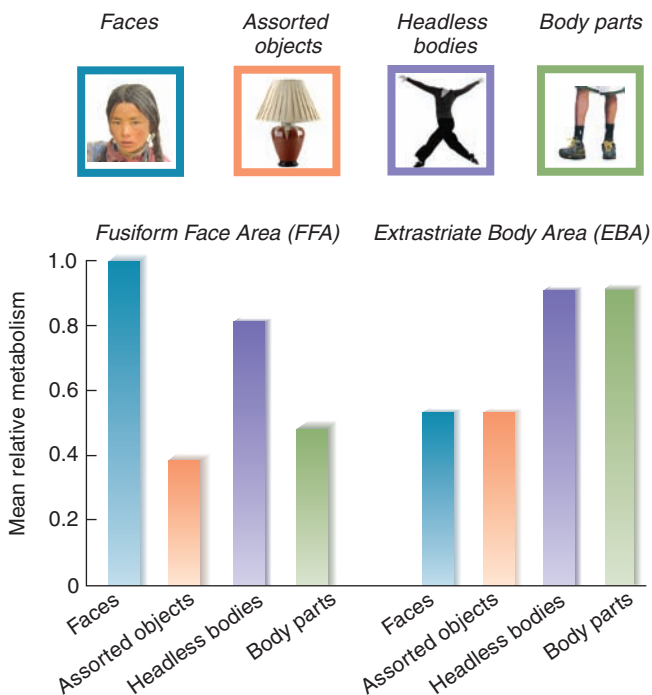 Faces
Assorted objects
Headless bodies
Body parts
Fusiform Face Area (FFA)
Extrastriate Body Area (EBA)
Mean relative metabolism
1.0
0.8
0.6
0.4
0.2
0
Faces
Assorted objects
Headless bodies
Body parts
Faces
Assorted objects
Headless bodies
Body parts